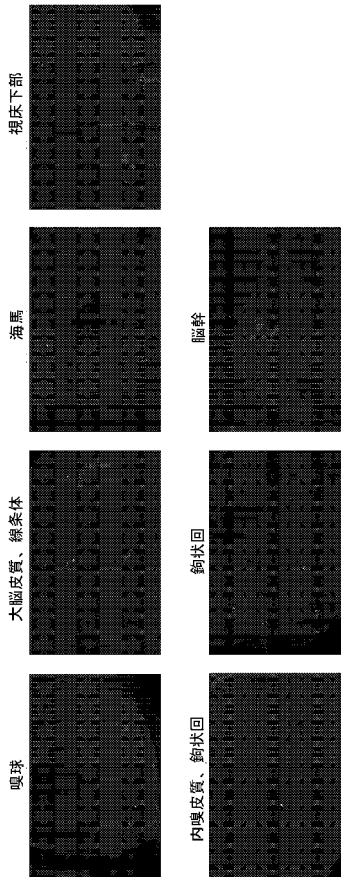 嗅球
大脳皮質、線条体
海馬
視床下部
内嗅皮質、鉤状回
鉤状回
脳幹